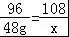 96/48g = 108/x